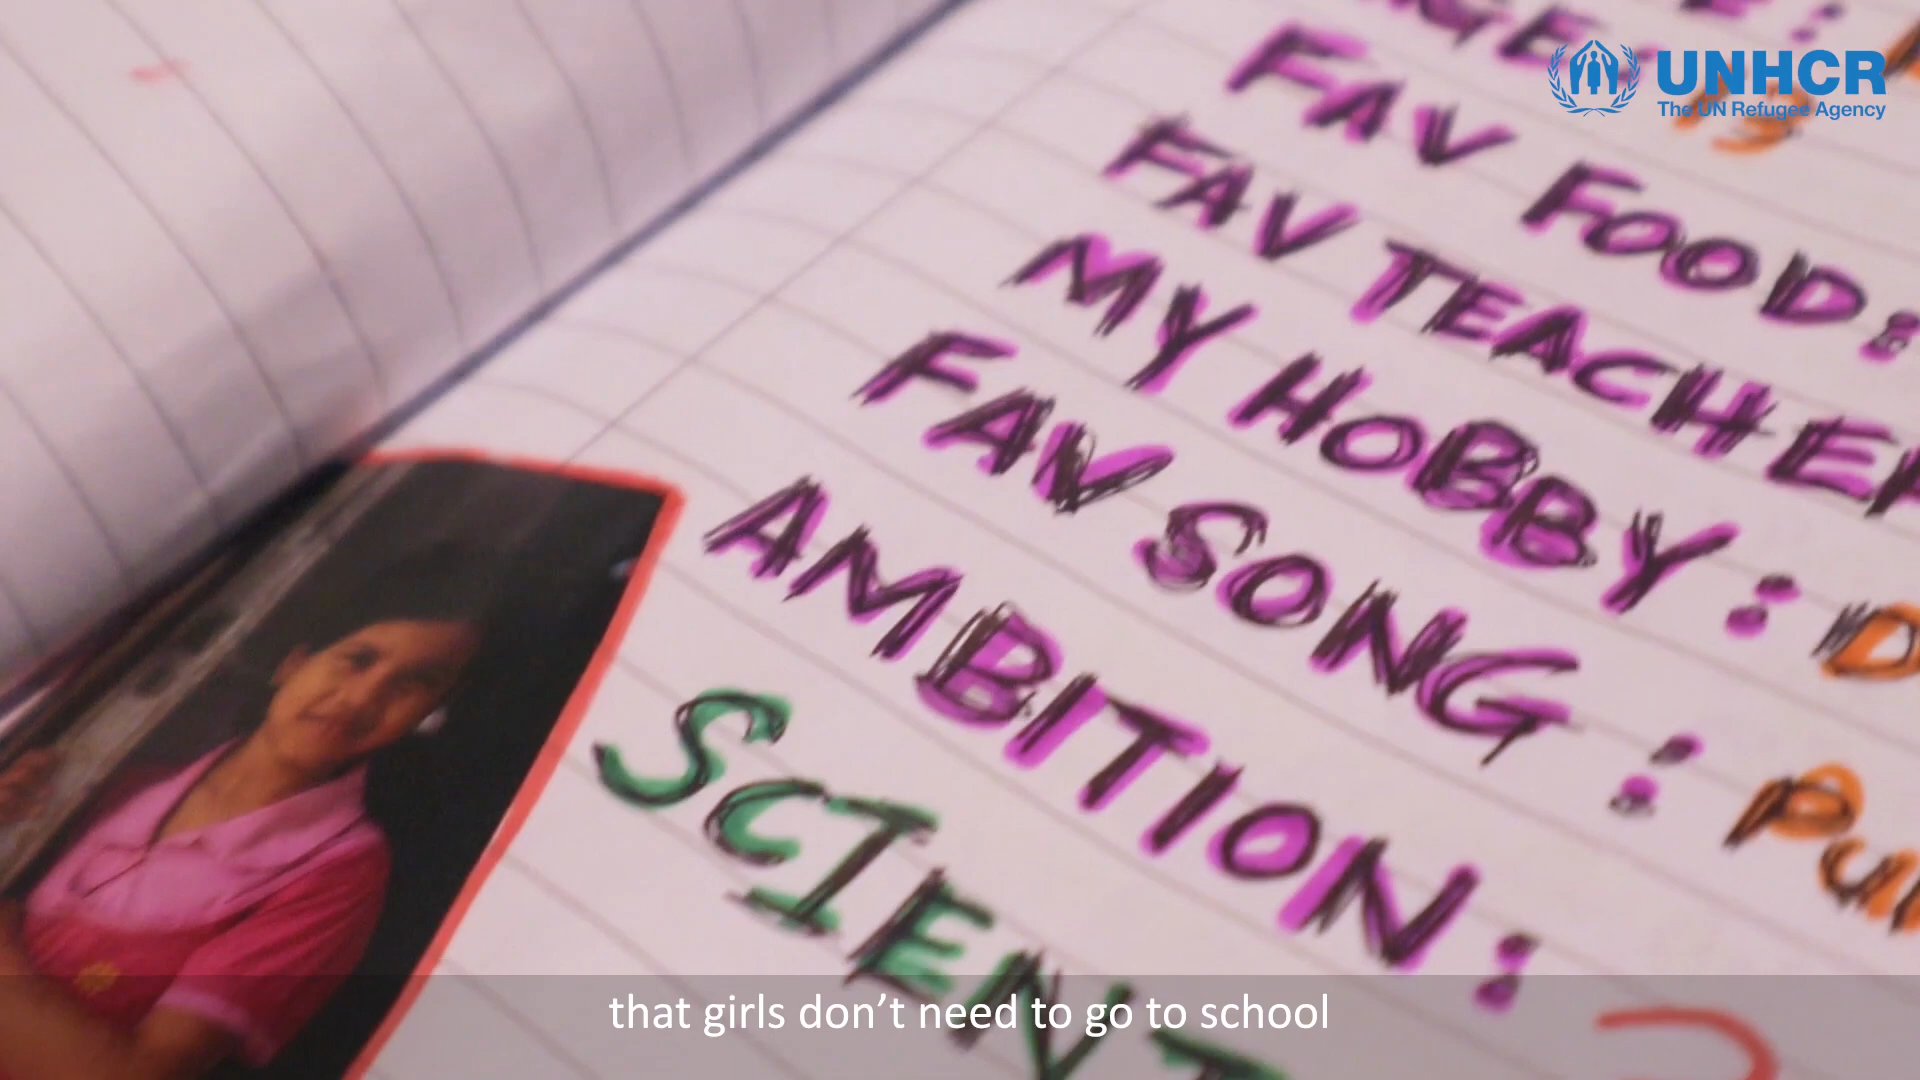 UNHCR
The UN Refugee Agency
FAV FOOD:
FAV TEACHER
MY HOBBY:
FAV SONG:
AMBITION:
SCIENT
that girls don't need to go to school